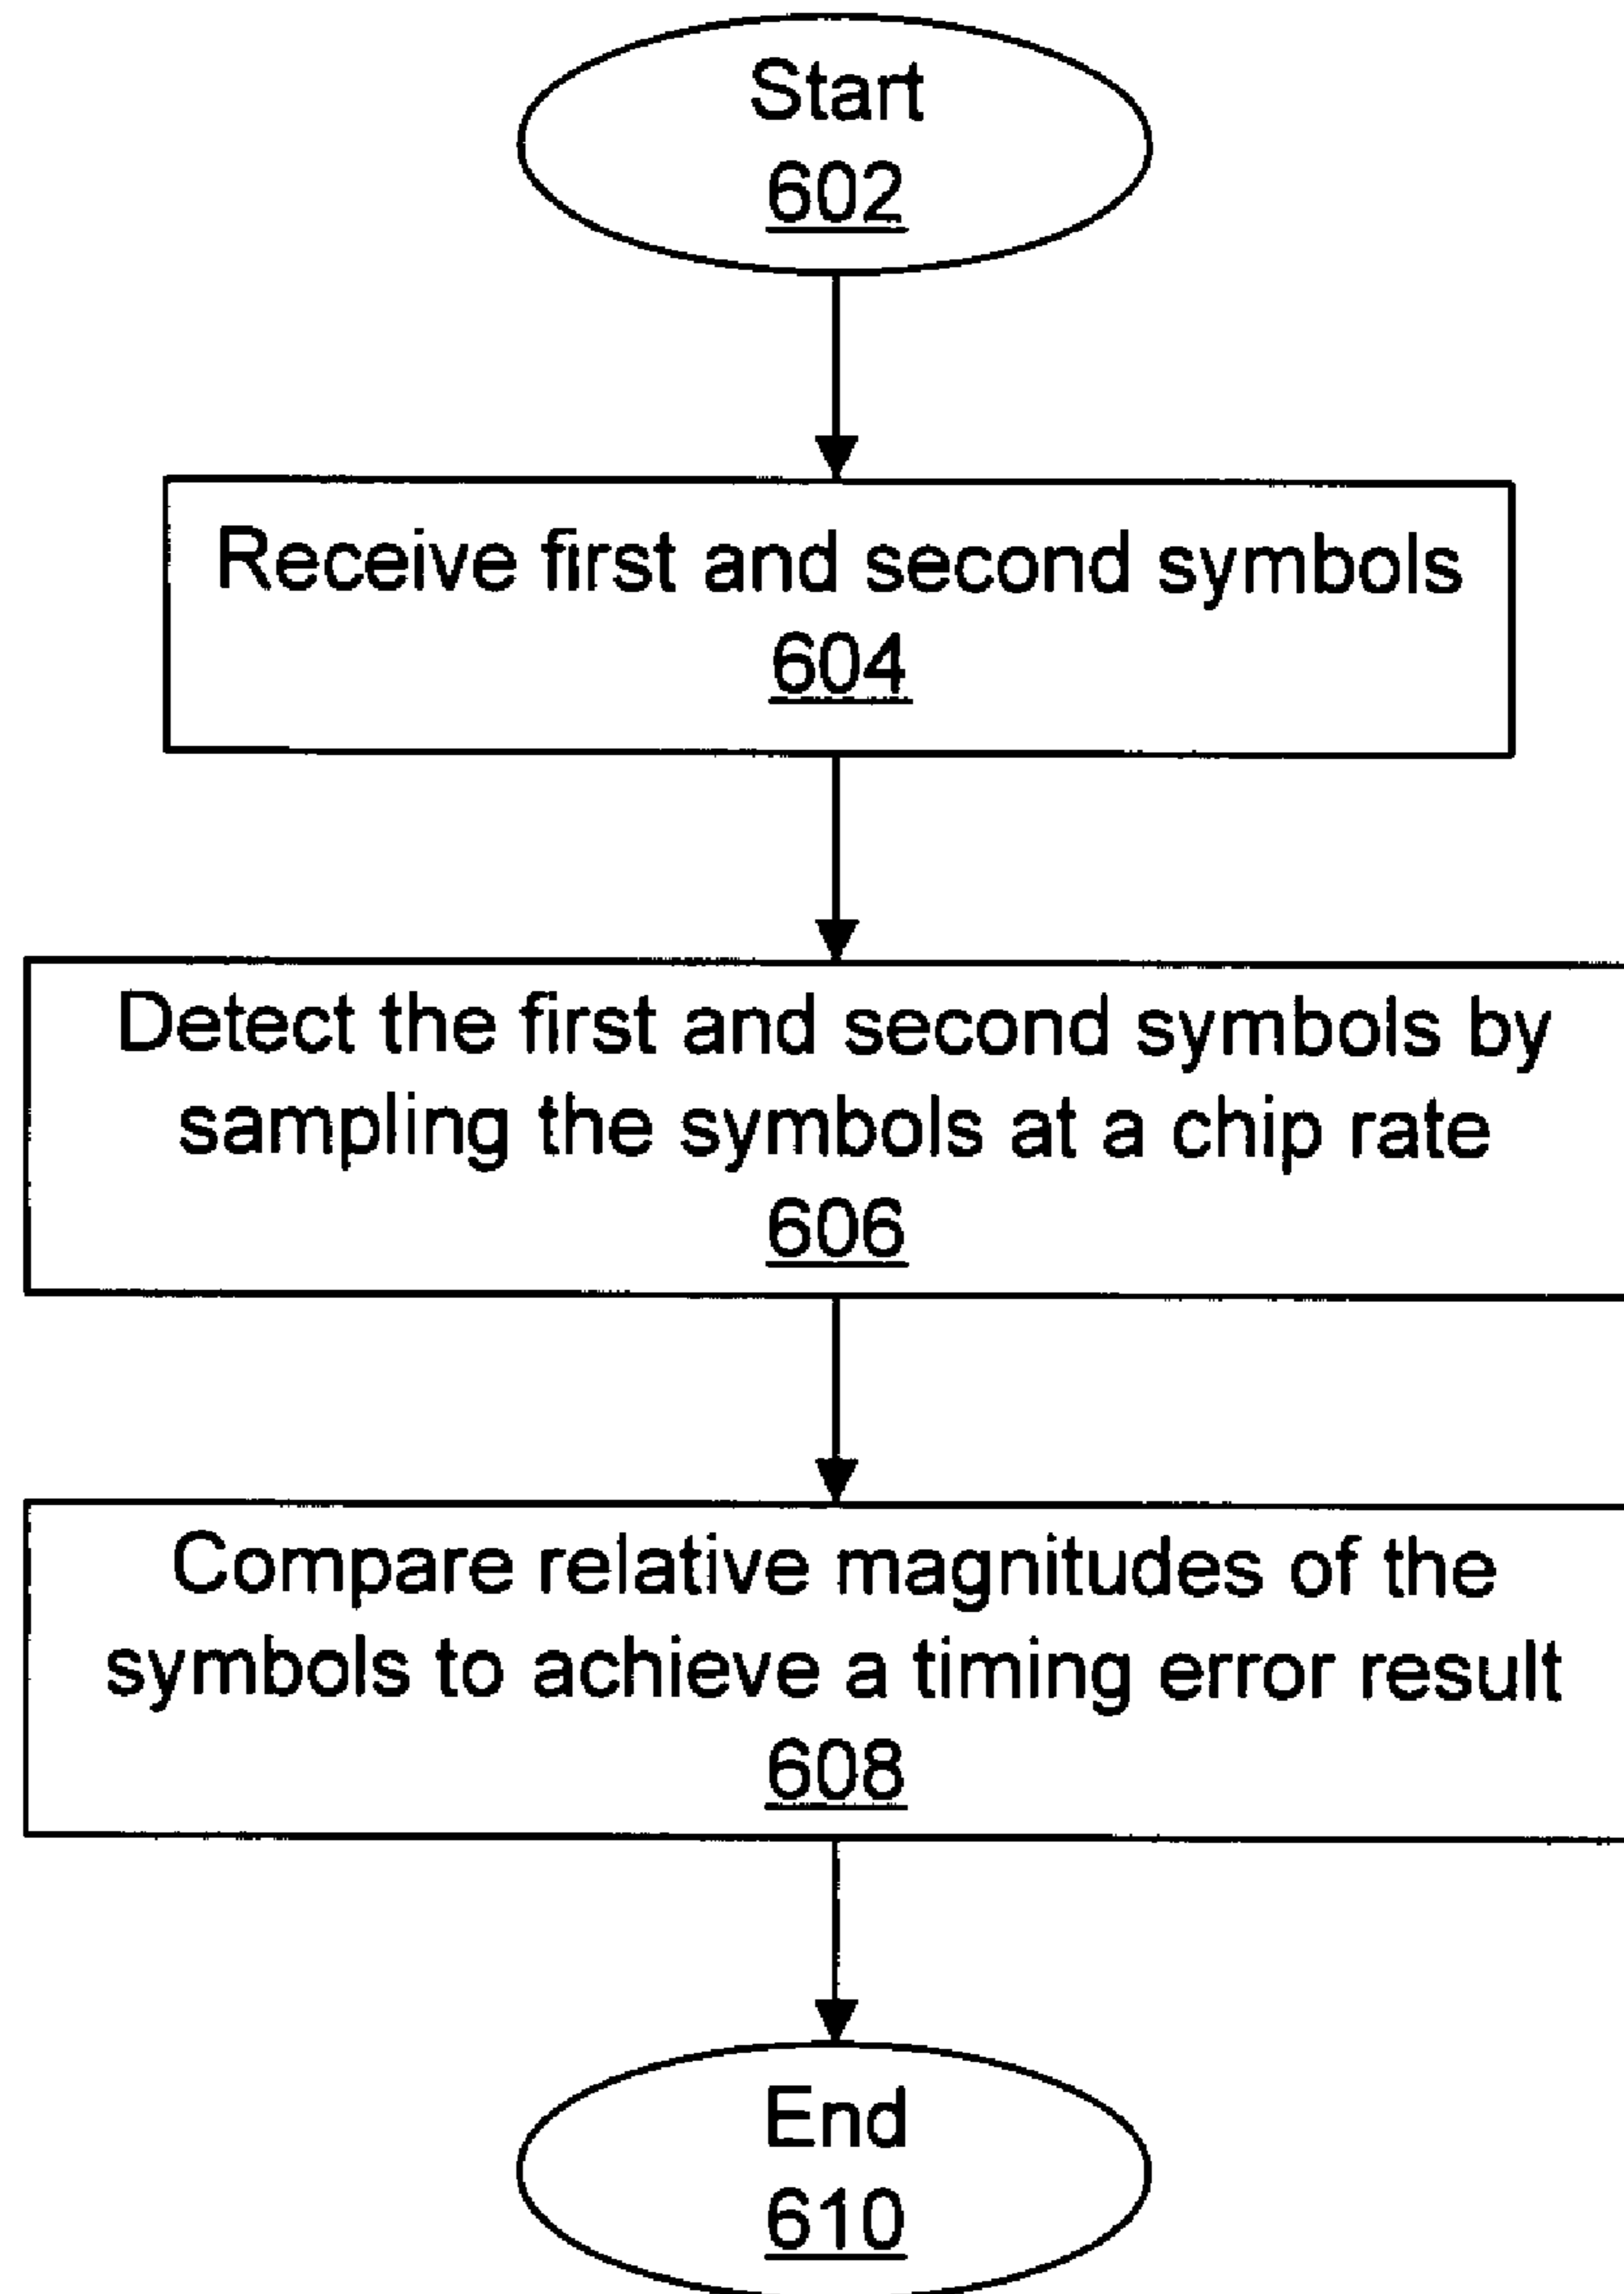 Start
602
Receive first and second symbols
604
Detect the first and second symbols by
sampling the symbols at a chip rate
606
Compare relative magnitudes of the
symbols to achieve a timing error result
608
End
610